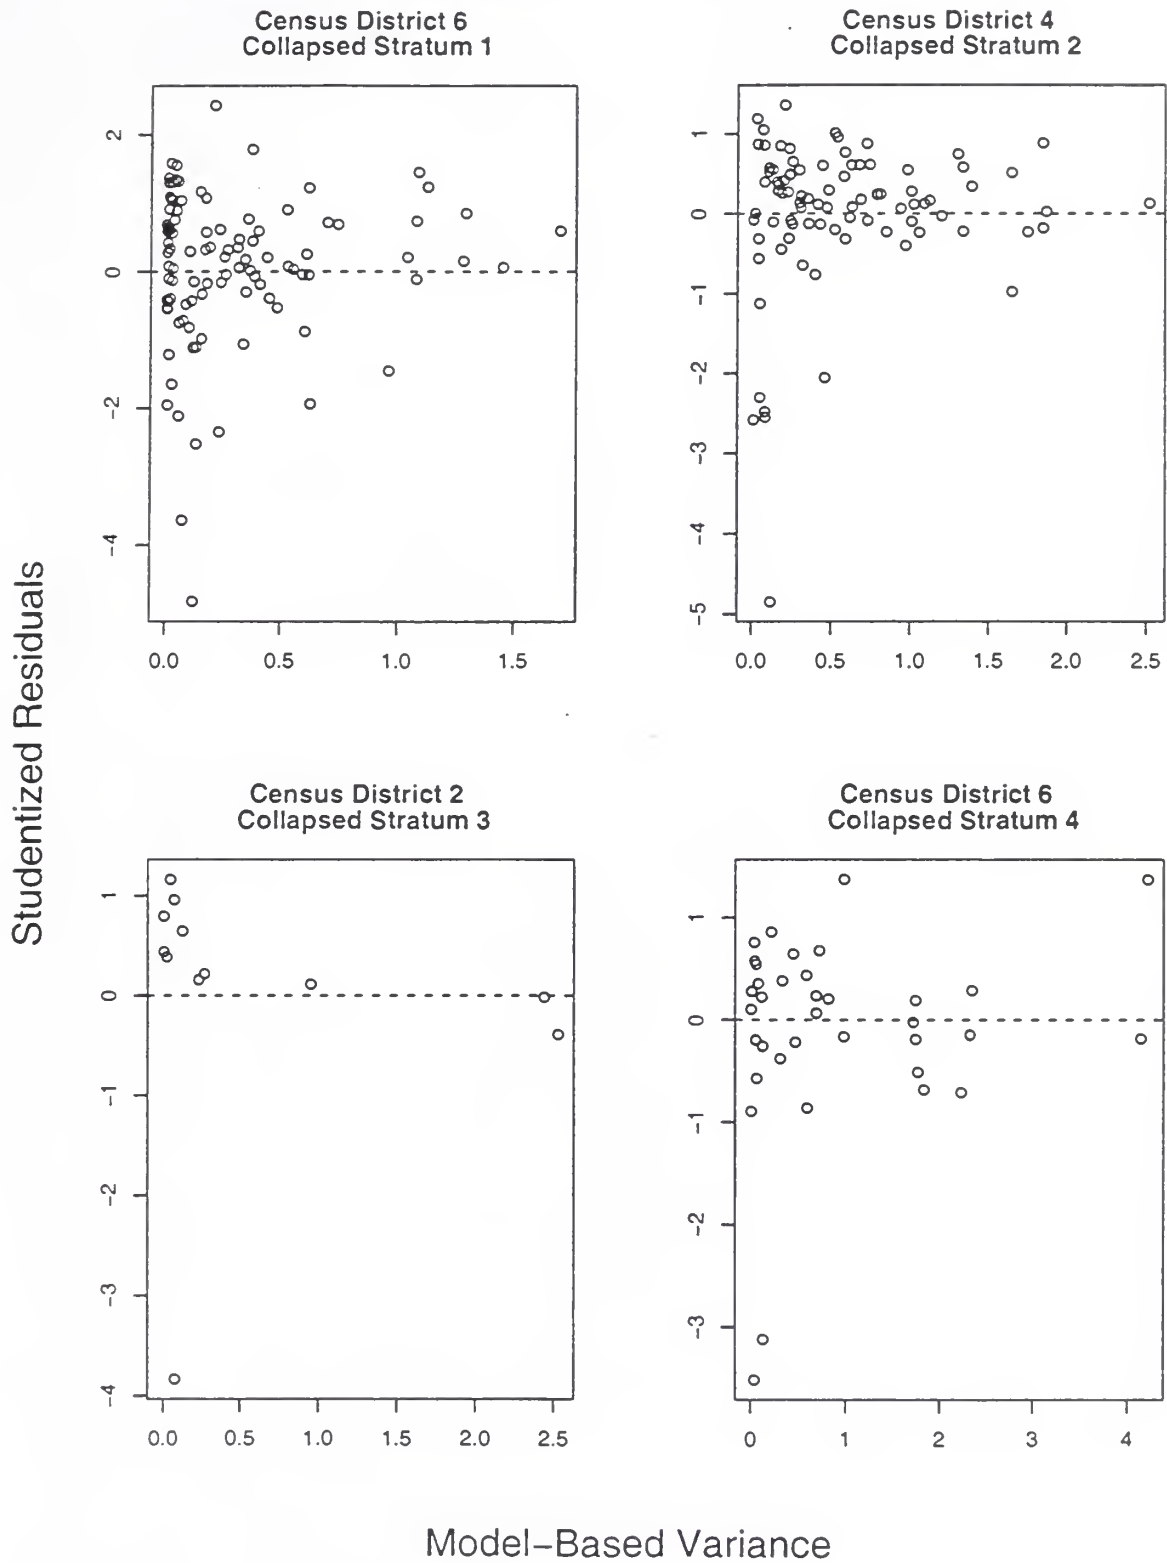 Census District 6
Collapsed Stratum 1
2
0
-2
-4
0.0 0.5 1.0 1.5
Census District 4
Collapsed Stratum 2
1
0
-1
-2
-3
-4
-5
0.0 0.5 1.0 1.5 2.0 2.5
Studentized Residuals
Census District 2
Collapsed Stratum 3
1
0
-1
-2
-3
-4
0.0 0.5 1.0 1.5 2.0 2.5
Census District 6
Collapsed Stratum 4
1
0
-1
-2
-3
0 1 2 3 4
Model-Based Variance